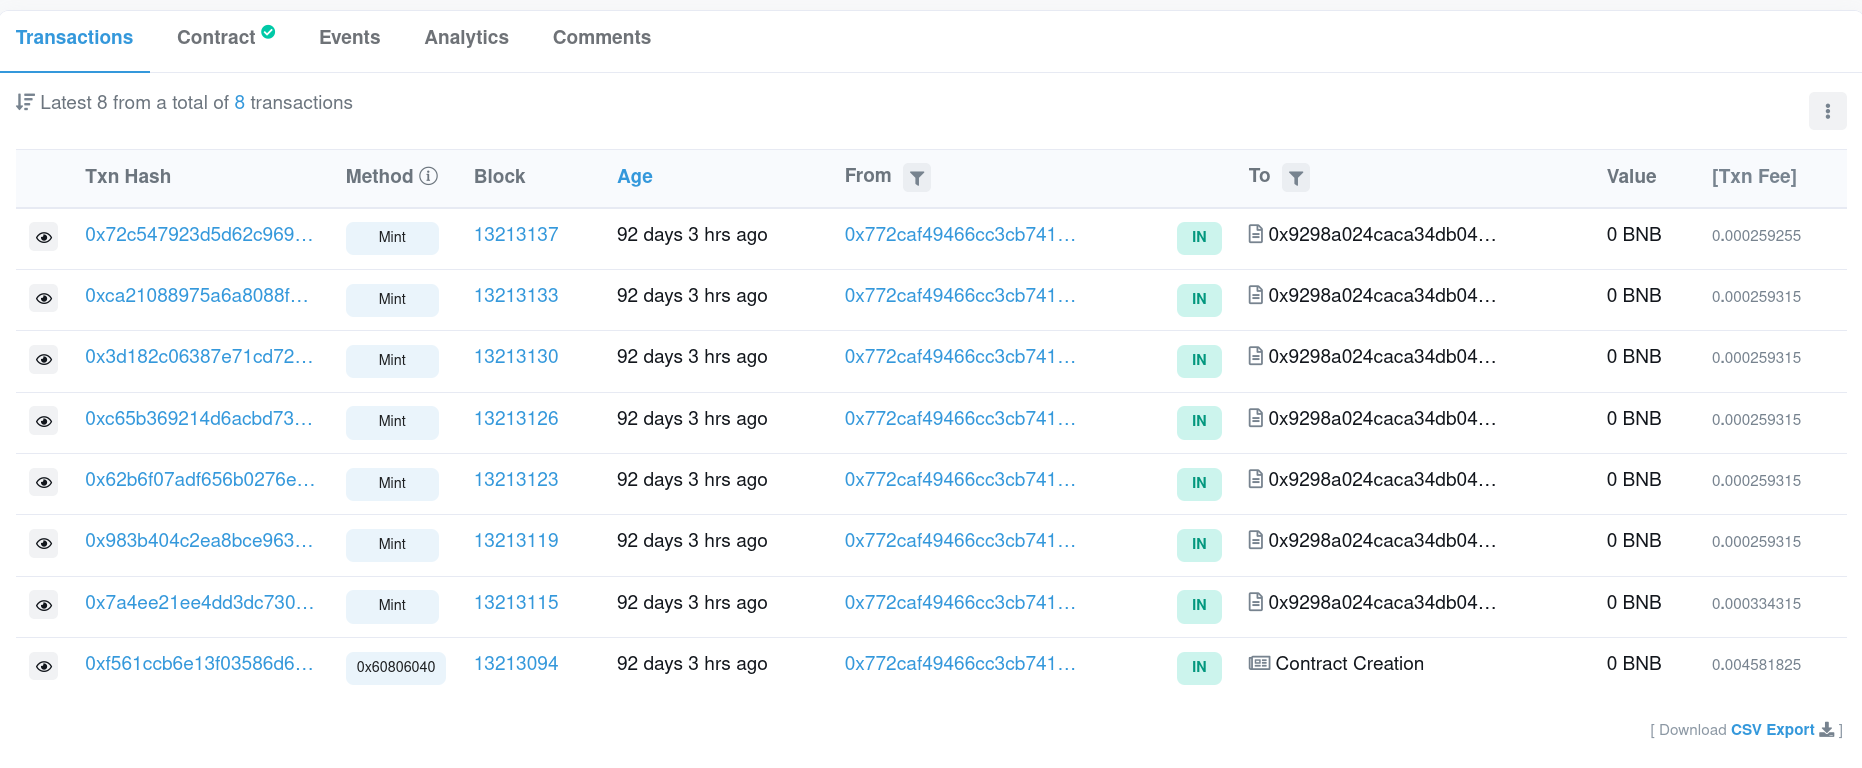 Transactions Contract Events Analytics Comments
Latest 8 from a total of 8 transactions
Txn Hash Method Block Age From To Value [Txn Fee]
0x72c547923d5d62c969... Mint 13213137 92 days 3 hrs ago 0x772caf49466cc3cb741... IN 0x9298a024caca34db04... 0 BNB 0.000259255
0xca21088975a6a8088f... Mint 13213133 92 days 3 hrs ago 0x772caf49466cc3cb741... IN 0x9298a024caca34db04... 0 BNB 0.000259315
0x3d182c06387e71cd72... Mint 13213130 92 days 3 hrs ago 0x772caf49466cc3cb741... IN 0x9298a024caca34db04... 0 BNB 0.000259315
0xc65b369214d6acbd73... Mint 13213126 92 days 3 hrs ago 0x772caf49466cc3cb741... IN 0x9298a024caca34db04... 0 BNB 0.000259315
0x62b6f07adf656b0276e... Mint 13213123 92 days 3 hrs ago 0x772caf49466cc3cb741... IN 0x9298a024caca34db04... 0 BNB 0.000259315
0x983b404c2ea8bce963... Mint 13213119 92 days 3 hrs ago 0x772caf49466cc3cb741... IN 0x9298a024caca34db04... 0 BNB 0.000259315
0x7a4ee21ee4dd3dc730... Mint 13213115 92 days 3 hrs ago 0x772caf49466cc3cb741... IN 0x9298a024caca34db04... 0 BNB 0.000334315
0xf561ccb6e13f03586d6... 0x60806040 13213094 92 days 3 hrs ago 0x772caf49466cc3cb741... IN Contract Creation 0 BNB 0.004581825
[ Download CSV Export ]